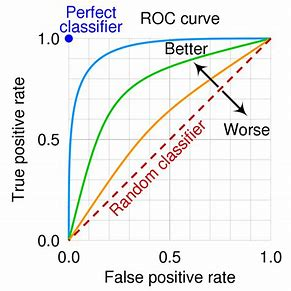 Perfect
classifier
ROC curve
1.0
Better
0.5
Worse
Random classifier
True positive rate
0.0
0.0
0.5
1.0
False positive rate